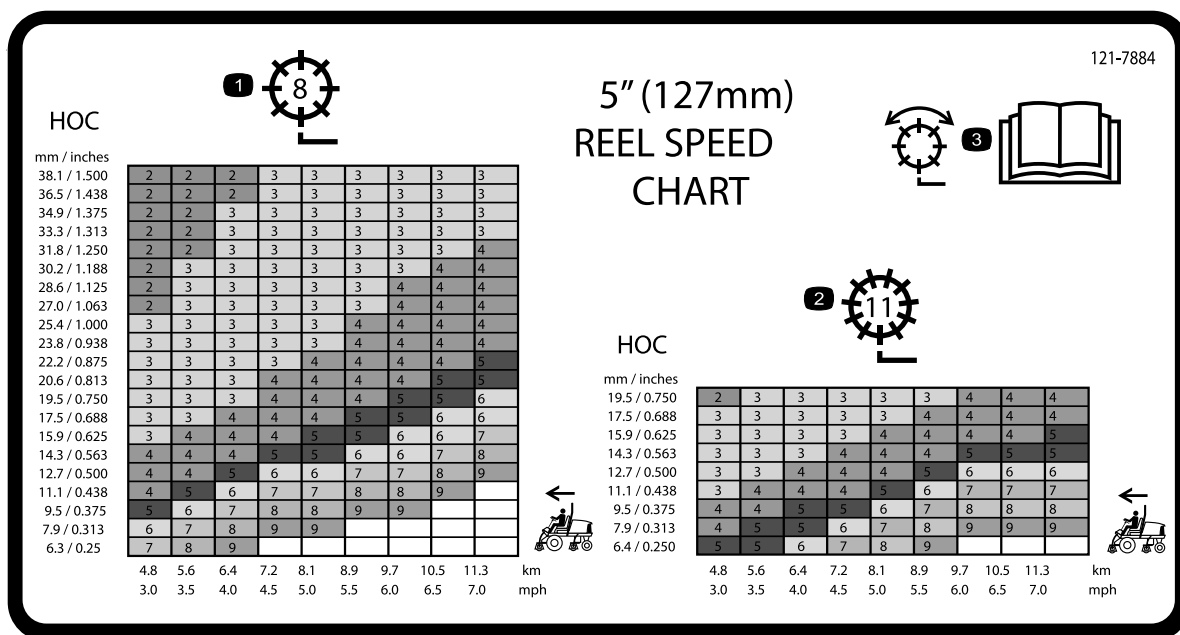 121-7884
5” (127mm)
REEL SPEED
CHART
1
8
HOC
mm / inches
38.1 / 1.500 2 2 2 3 3 3 3 3 3
36.5 / 1.438 2 2 2 3 3 3 3 3 3
34.9 / 1.375 2 2 3 3 3 3 3 3 3
33.3 / 1.313 2 2 3 3 3 3 3 3 3
31.8 / 1.250 2 2 3 3 3 3 3 3 4
30.2 / 1.188 2 3 3 3 3 3 3 4 4
28.6 / 1.125 2 3 3 3 3 3 4 4 4
27.0 / 1.063 2 3 3 3 3 3 4 4 4
25.4 / 1.000 3 3 3 3 3 4 4 4 4
23.8 / 0.938 3 3 3 3 3 4 4 4 4
22.2 / 0.875 3 3 3 3 4 4 4 4 5
20.6 / 0.813 3 3 3 4 4 4 4 5 5
19.5 / 0.750 3 3 3 4 4 4 5 5 6
17.5 / 0.688 3 3 4 4 4 5 5 6 6
15.9 / 0.625 3 4 4 4 5 5 6 6 7
14.3 / 0.563 4 4 4 5 5 6 6 7 8
12.7 / 0.500 4 4 5 6 6 7 7 8 9
11.1 / 0.438 4 5 6 7 7 8 8 9
9.5 / 0.375 5 6 7 8 8 9 9
7.9 / 0.313 6 7 8 9 9
6.3 / 0.25 7 8 9
4.8 5.6 6.4 7.2 8.1 8.9 9.7 10.5 11.3 km
3.0 3.5 4.0 4.5 5.0 5.5 6.0 6.5 7.0 mph
3
2
11
HOC
mm / inches
19.5 / 0.750 2 3 3 3 3 3 4 4 4
17.5 / 0.688 3 3 3 3 3 4 4 4 4
15.9 / 0.625 3 3 3 3 4 4 4 4 5
14.3 / 0.563 3 3 3 4 4 4 5 5 5
12.7 / 0.500 3 3 4 4 4 5 6 6 6
11.1 / 0.438 3 4 4 4 5 6 7 7 7
9.5 / 0.375 4 4 5 5 6 7 8 8 8
7.9 / 0.313 4 5 5 6 7 8 9 9 9
6.4 / 0.250 5 5 6 7 8 9
4.8 5.6 6.4 7.2 8.1 8.9 9.7 10.5 11.3 km
3.0 3.5 4.0 4.5 5.0 5.5 6.0 6.5 7.0 mph